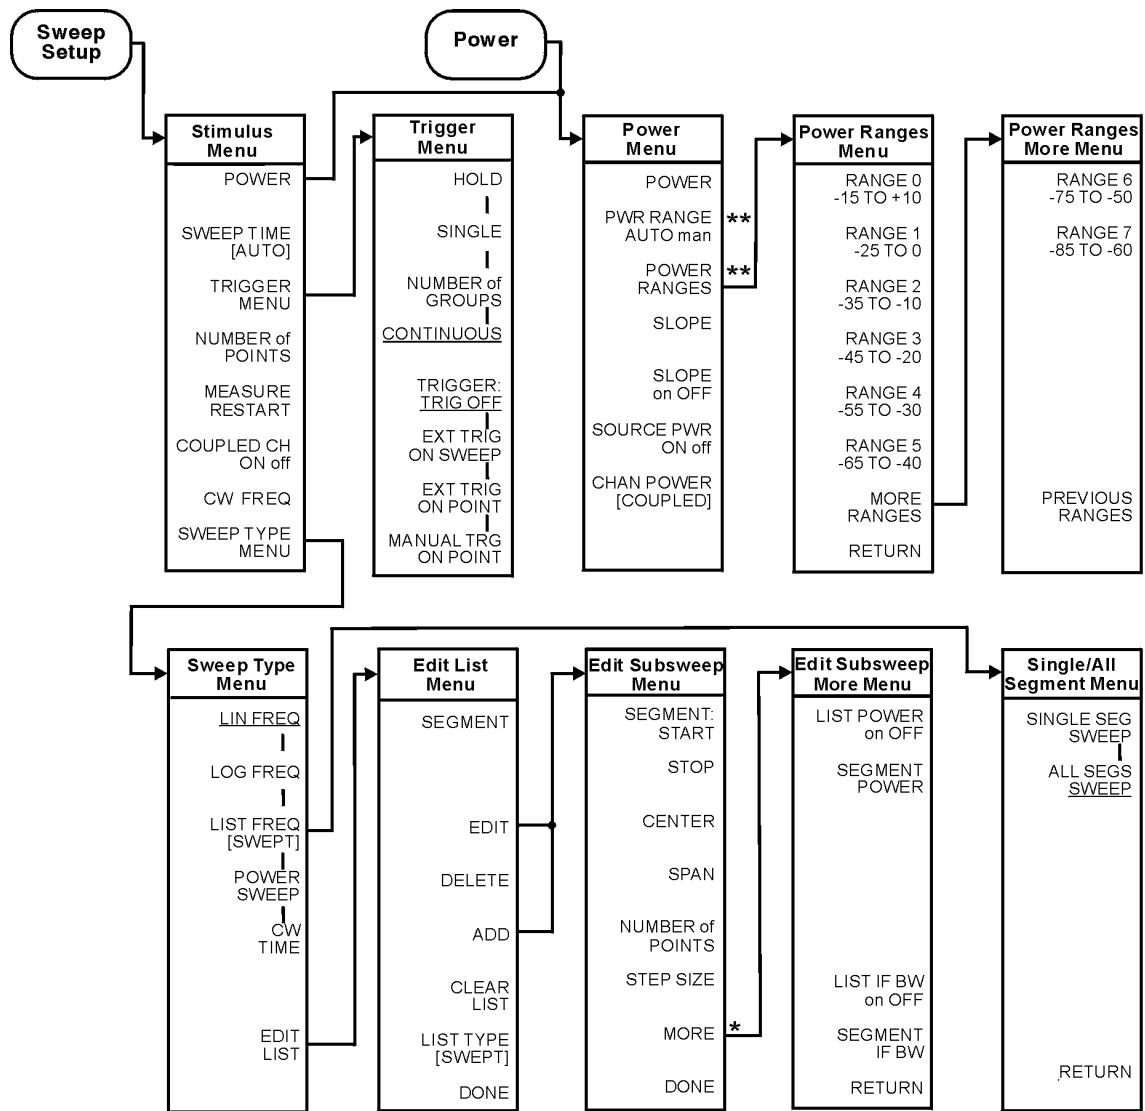 Sweep
Setup
Power
Stimulus
Menu
POWER
SWEEP TIME
[AUTO]
TRIGGER
MENU
NUMBER of
POINTS
MEASURE
RESTART
COUPLED CH
ON off
CW FREQ
SWEEP TYPE
MENU
Trigger
Menu
HOLD
SINGLE
NUMBER of
GROUPS
CONTINUOUS
TRIGGER:
TRIG OFF
EXT TRIG
ON SWEEP
EXT TRIG
ON POINT
MANUAL TRG
ON POINT
Power
Menu
POWER
PWR RANGE
AUTO man
**
POWER
RANGES
**
SLOPE
SLOPE
on OFF
SOURCE PWR
ON off
CHAN POWER
[COUPLED]
Power Ranges
Menu
RANGE 0
-15 TO +10
RANGE 1
-25 TO 0
RANGE 2
-35 TO -10
RANGE 3
-45 TO -20
RANGE 4
-55 TO -30
RANGE 5
-65 TO -40
MORE
RANGES
RETURN
Power Ranges
More Menu
RANGE 6
-75 TO -50
RANGE 7
-85 TO -60
PREVIOUS
RANGES
Sweep Type
Menu
LIN FREQ
LOG FREQ
LIST FREQ
[SWEPT]
POWER
SWEEP
CW
TIME
EDIT
LIST
Edit List
Menu
SEGMENT
EDIT
DELETE
ADD
CLEAR
LIST
LIST TYPE
[SWEPT]
DONE
Edit Subsweep
Menu
SEGMENT:
START
STOP
CENTER
SPAN
NUMBER of
POINTS
STEP SIZE
MORE *
DONE
Edit Subsweep
More Menu
LIST POWER
on OFF
SEGMENT
POWER
LIST IF BW
on OFF
SEGMENT
IF BW
RETURN
Single/All
Segment Menu
SINGLE SEG
SWEEP
ALL SEGS
SWEEP
RETURN